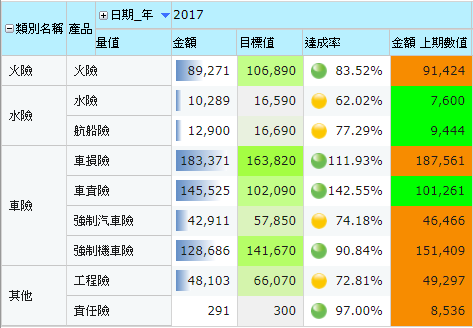 類別名稱 產品 日期_年 2017
量值 金額 目標值 達成率 金額 上期數值
火險 火險 89,271 106,890 83.52% 91,424
水險 水險 10,289 16,590 62.02% 7,600
航船險 12,900 16,690 77.29% 9,444
車險 車損險 183,371 163,820 111.93% 187,561
車責險 145,525 102,090 142.55% 101,261
強制汽車險 42,911 57,850 74.18% 46,466
強制機車險 128,686 141,670 90.84% 151,409
其他 工程險 48,103 66,070 72.81% 49,297
責任險 291 300 97.00% 8,536